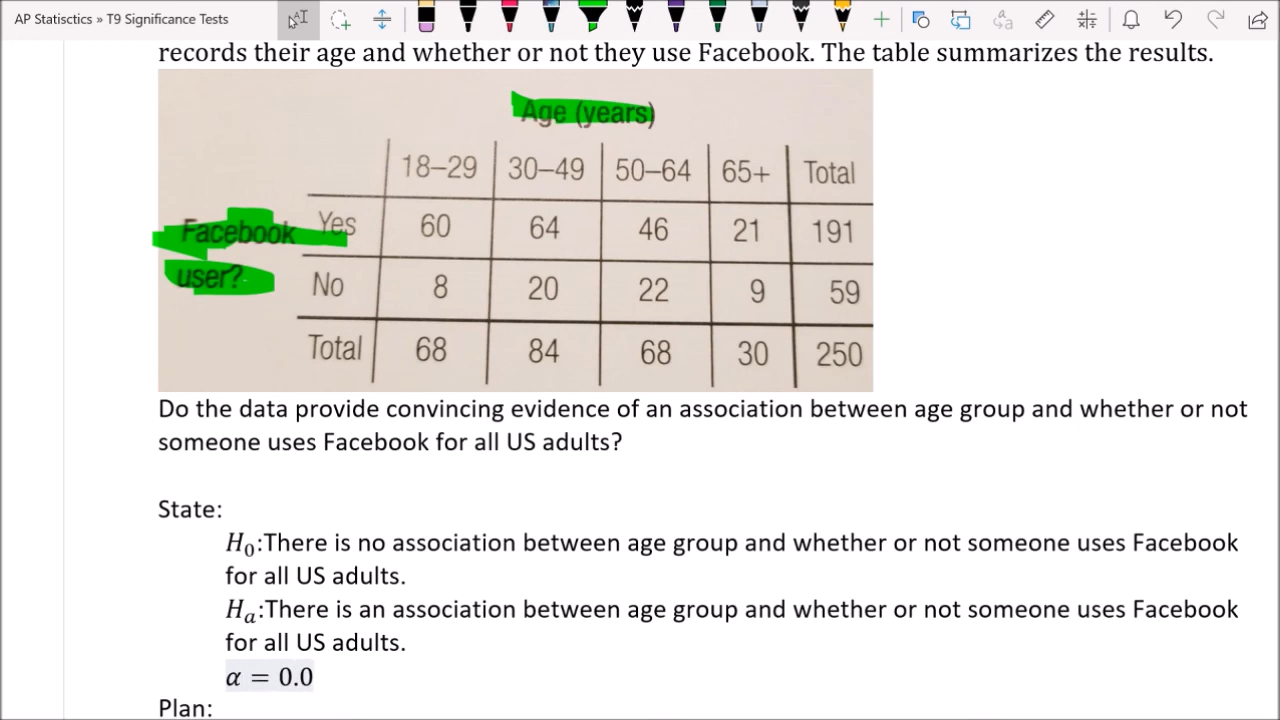 AP Statisctics » T9 Significance Tests
records their age and whether or not they use Facebook. The table summarizes the results.
Age (years)
18–29 30–49 50–64 65+ Total
Facebook Yes 60 64 46 21 191
user? No 8 20 22 9 59
Total 68 84 68 30 250
Do the data provide convincing evidence of an association between age group and whether or not
someone uses Facebook for all US adults?
State:
H₀:There is no association between age group and whether or not someone uses Facebook
for all US adults.
Hₐ:There is an association between age group and whether or not someone uses Facebook
for all US adults.
α = 0.0
Plan: